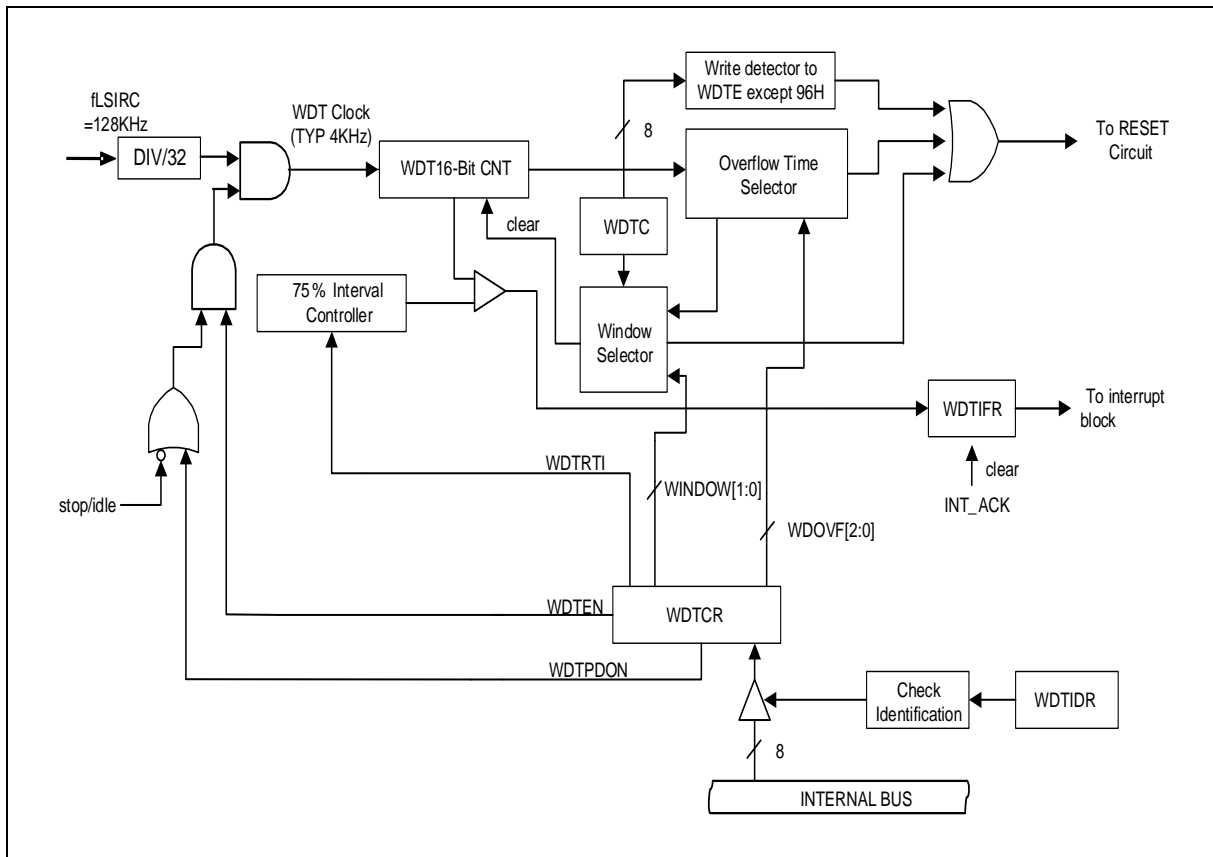 Write detector to
WDTE except 96H
fLSIRC
=128KHz
WDT Clock
(TYP 4KHz)
8
To RESET
Circuit
DIV/32
WDT16-Bit CNT
Overflow Time
Selector
clear
WDTC
75% Interval
Controller
Window
Selector
WDTIFR
To interrupt
block
clear
INT_ACK
stop/idle
WDTRTI
WINDOW[1:0]
WDOVF[2:0]
WDTEN
WDTCR
WDTPDON
Check
Identification
WDTIDR
8
INTERNAL BUS